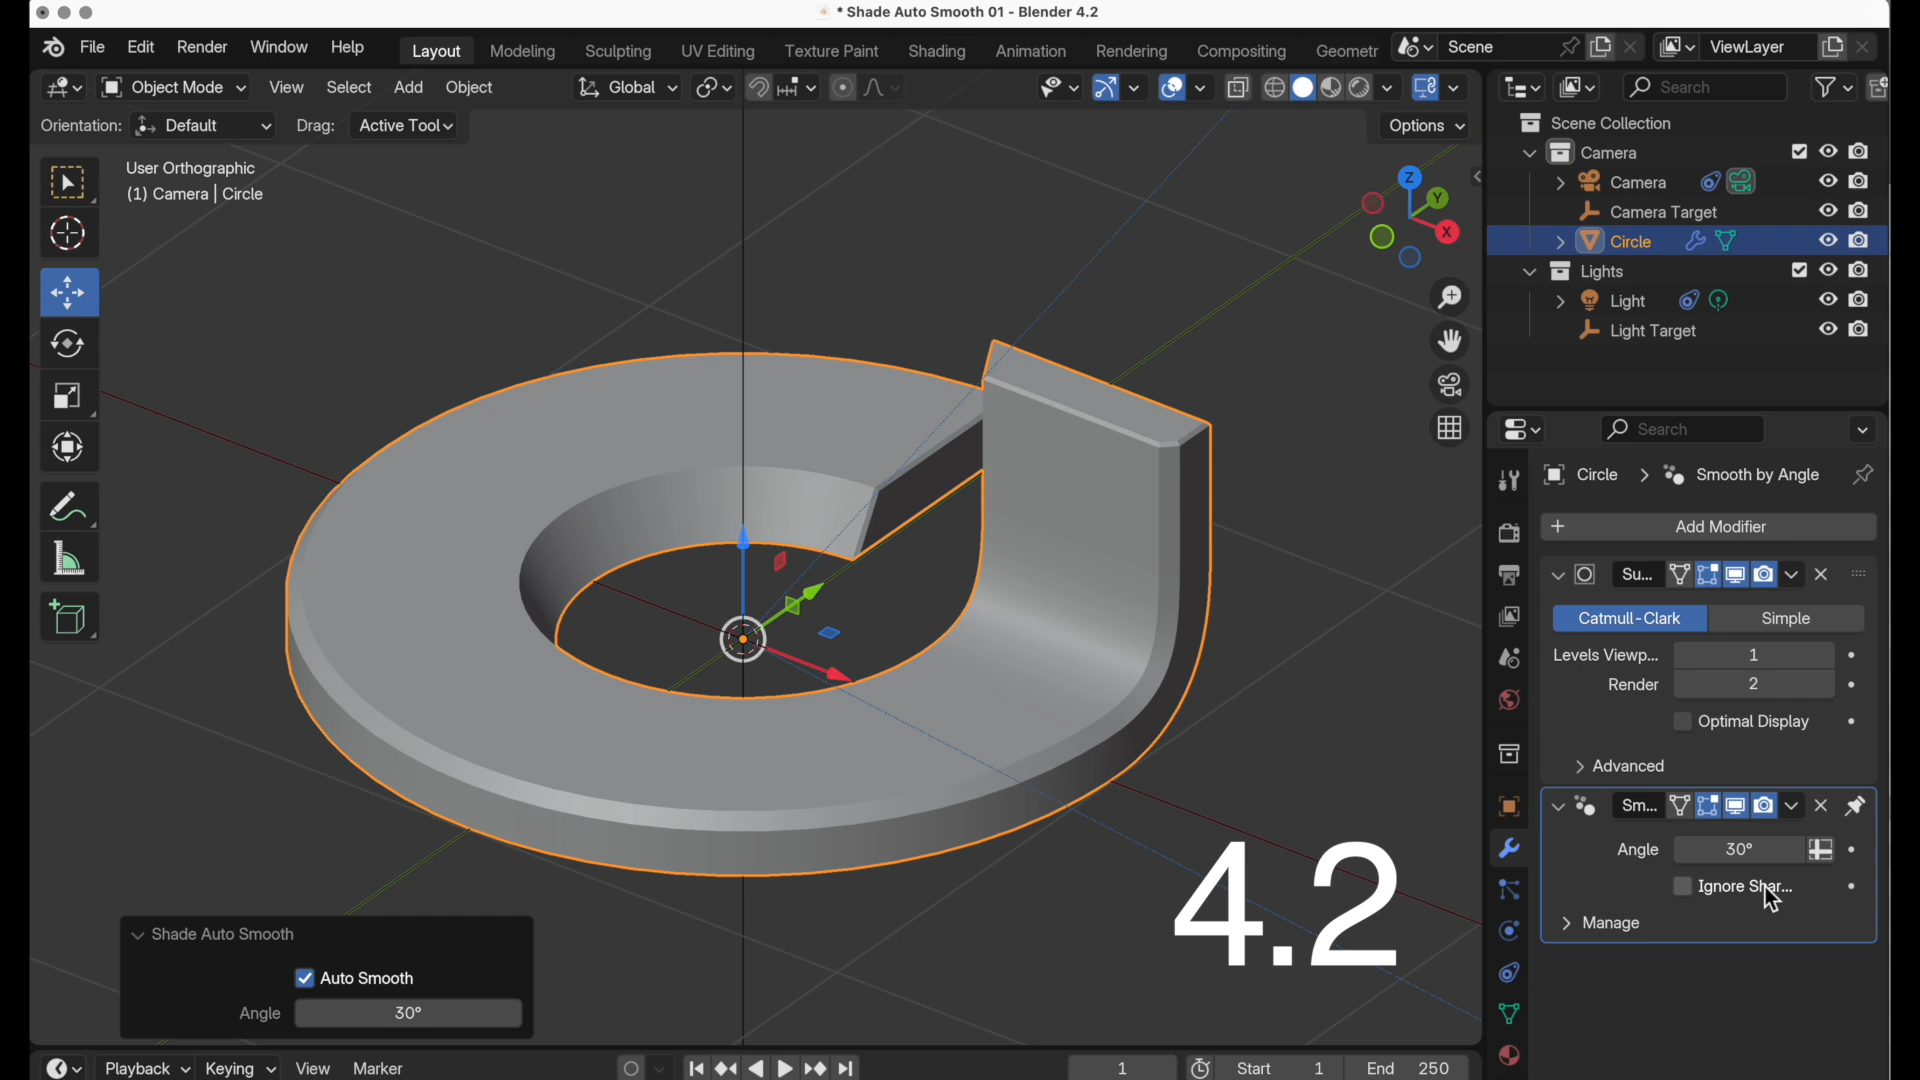 * Shade Auto Smooth 01 - Blender 4.2
File Edit Render Window Help Layout Modeling Sculpting UV Editing Texture Paint Shading Animation Rendering Compositing Geometr Scene ViewLayer
Object Mode View Select Add Object Global Search
Orientation: Default Drag: Active Tool Options
Scene Collection
User Orthographic
(1) Camera | Circle
Z
Y
X
Camera
Camera
Camera Target
Circle
Lights
Light
Light Target
Search
Circle > Smooth by Angle
+ Add Modifier
Su...
Catmull-Clark Simple
Levels Viewp... 1
Render 2
Optimal Display
Advanced
Sm...
Angle 30°
Ignore Shar...
Manage
4.2
Shade Auto Smooth
Auto Smooth
Angle 30°
Playback Keying View Marker 1 Start 1 End 250